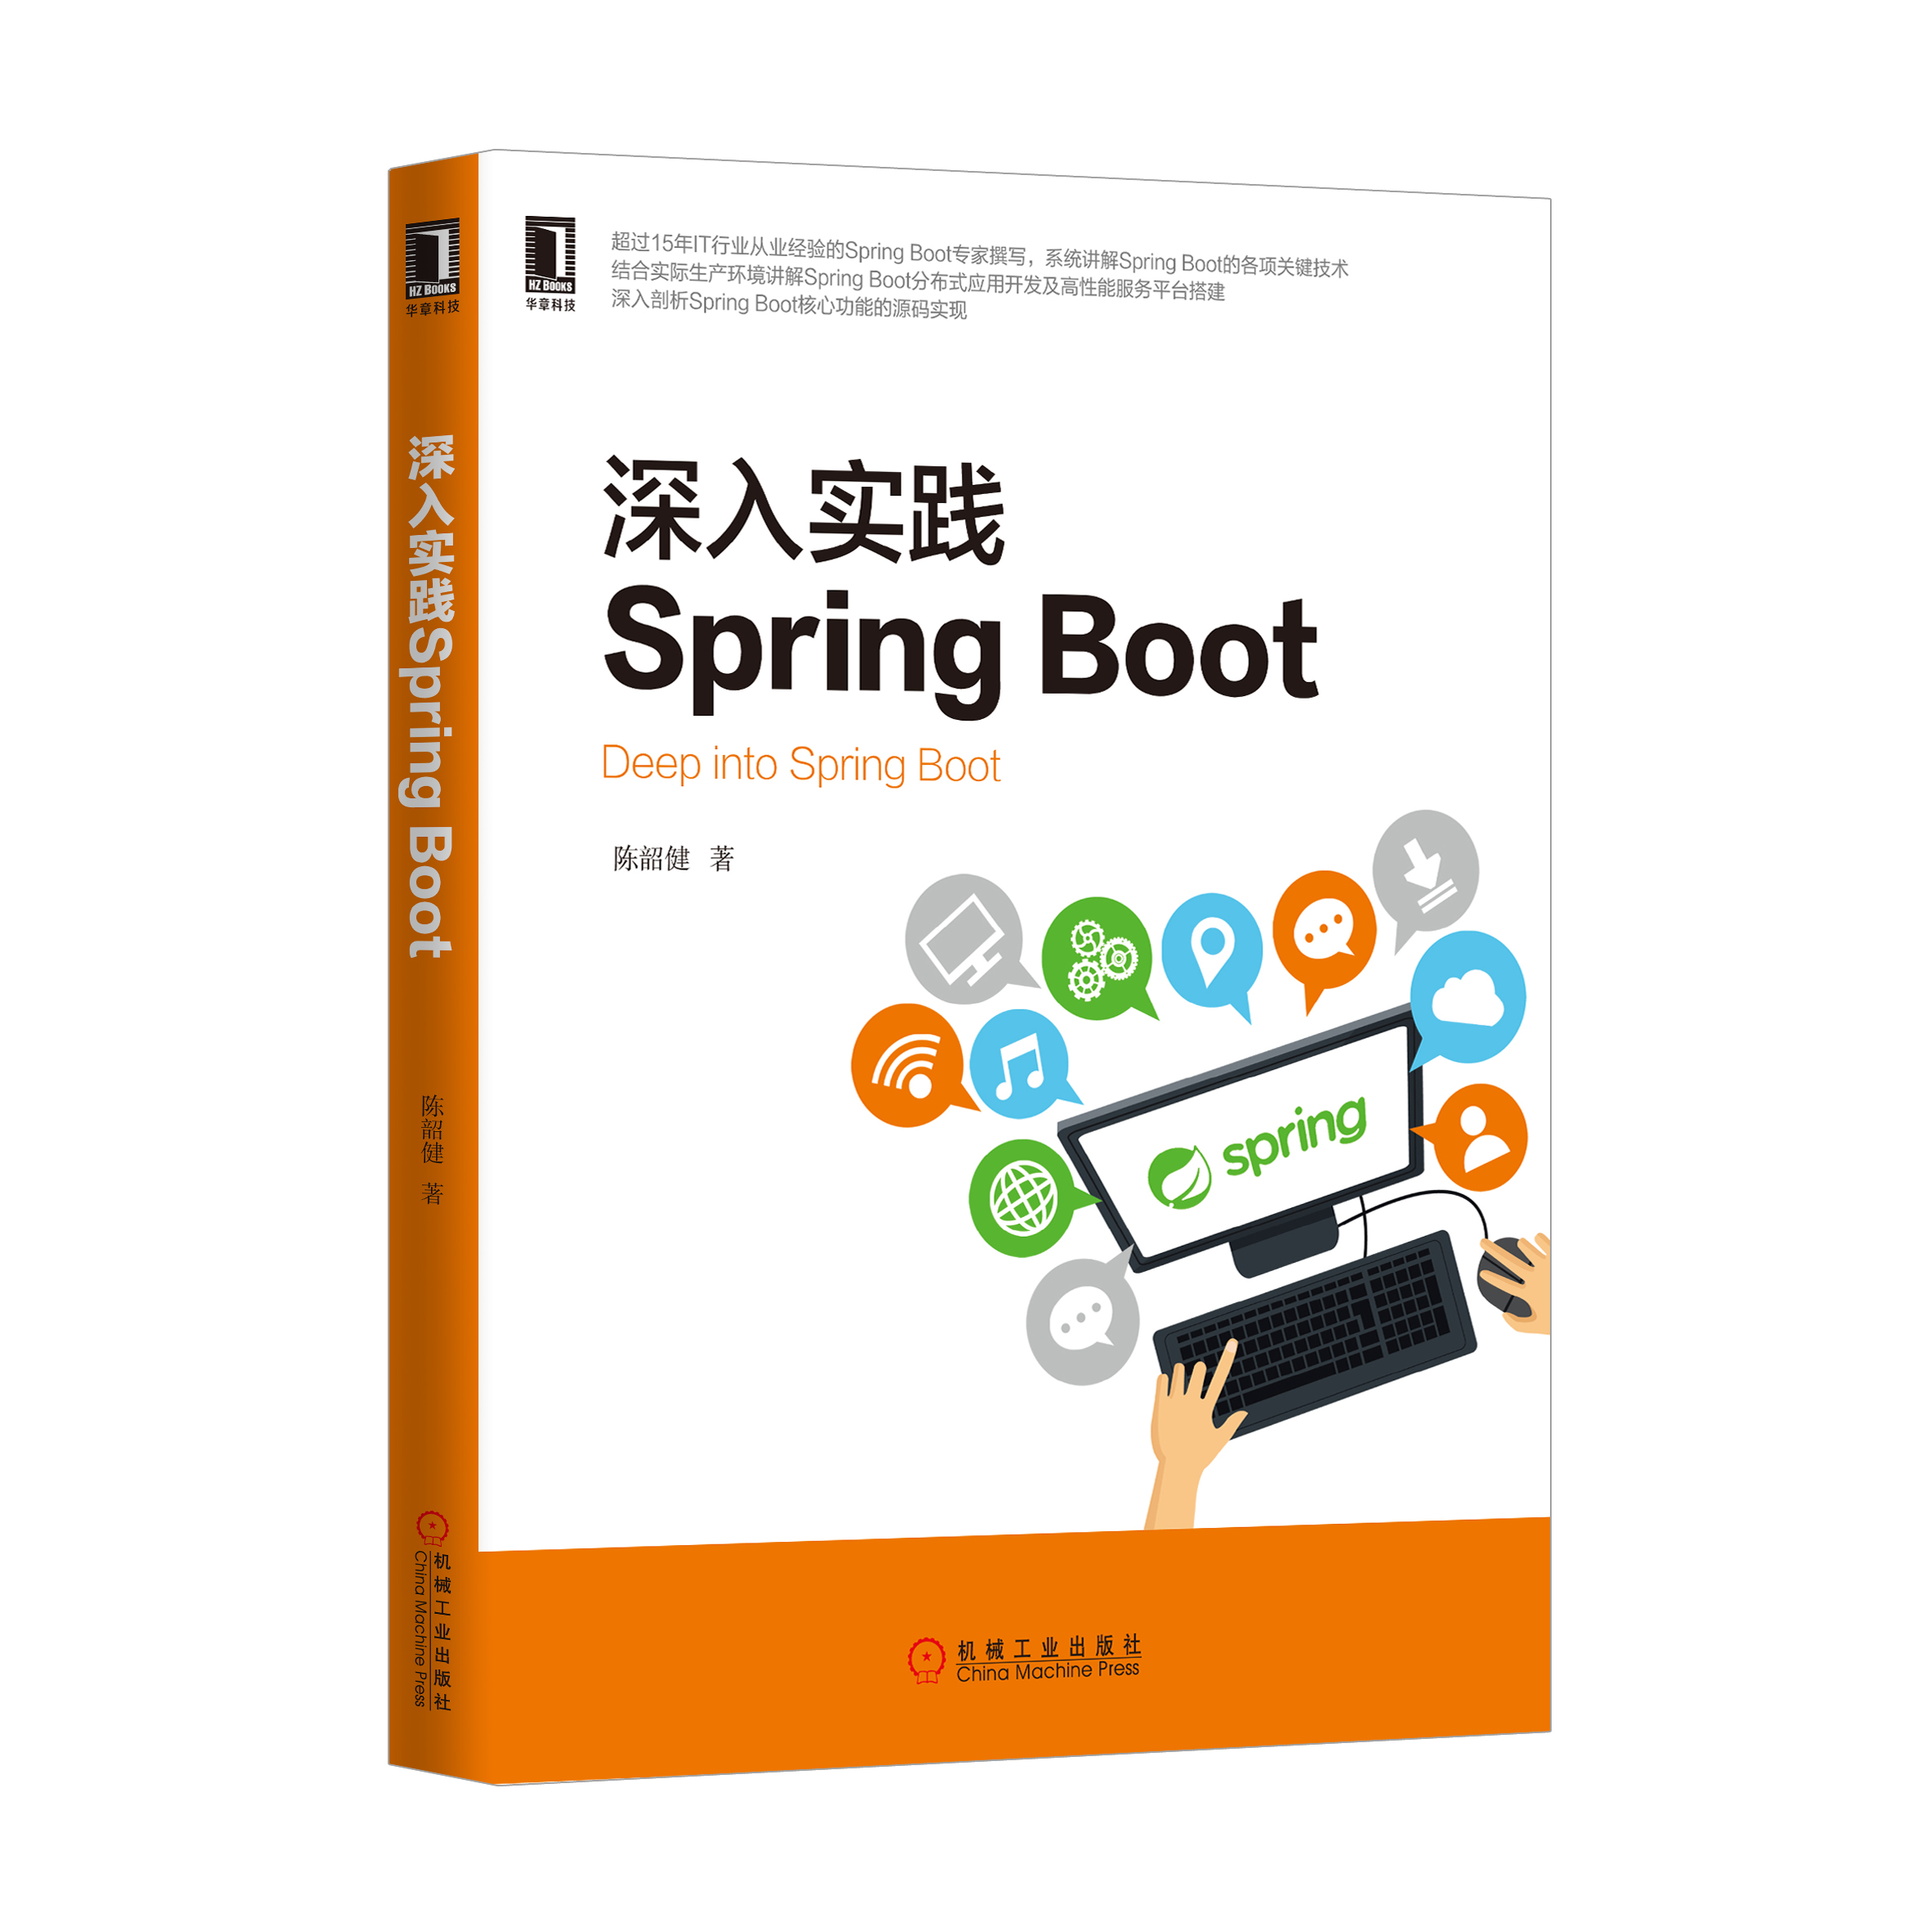 HZ BOOKS
华章科技
深入实践Spring Boot
陈韶健 著
机械工业出版社
China Machine Press
HZ BOOKS
华章科技
超过15年IT行业从业经验的Spring Boot专家撰写，系统讲解Spring Boot的各项关键技术
结合实际生产环境讲解Spring Boot分布式应用开发及高性能服务平台搭建
深入剖析Spring Boot核心功能的源码实现
深入实践
Spring Boot
Deep into Spring Boot
陈韶健 著
spring
机械工业出版社
China Machine Press